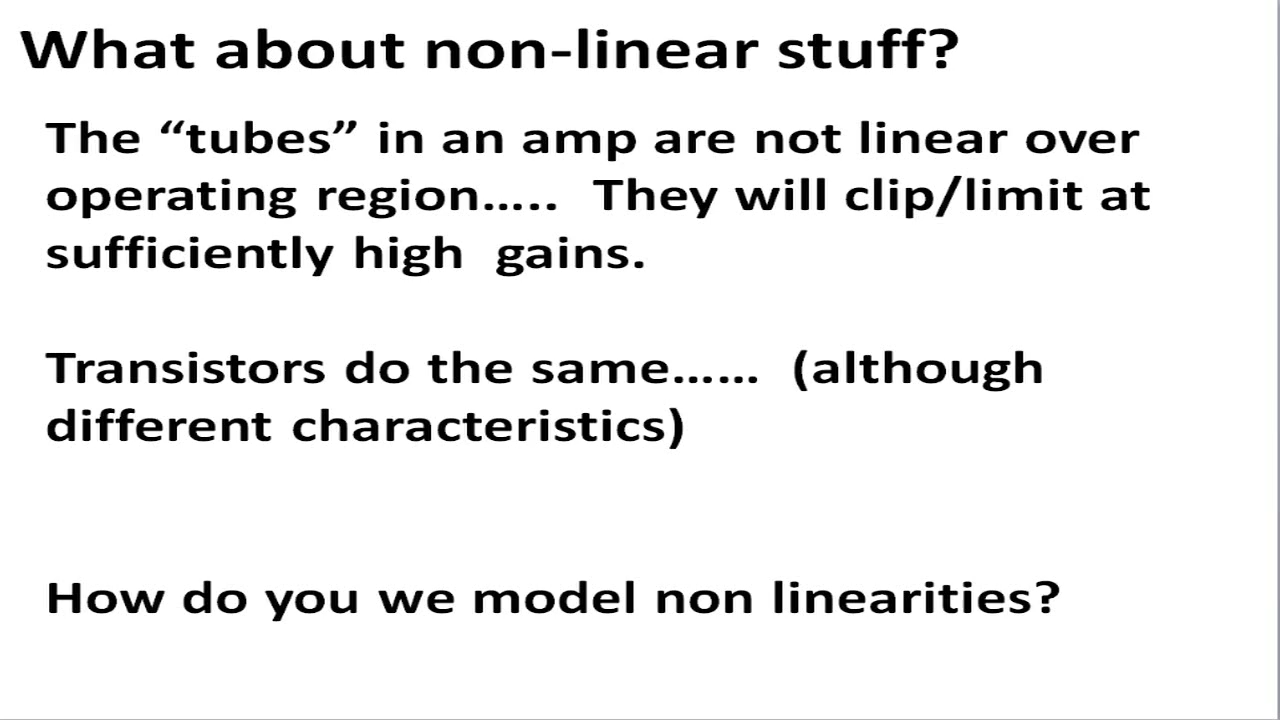 What about non-linear stuff?
The “tubes” in an amp are not linear over
operating region….. They will clip/limit at
sufficiently high  gains.
Transistors do the same……  (although
different characteristics)
How do you we model non linearities?